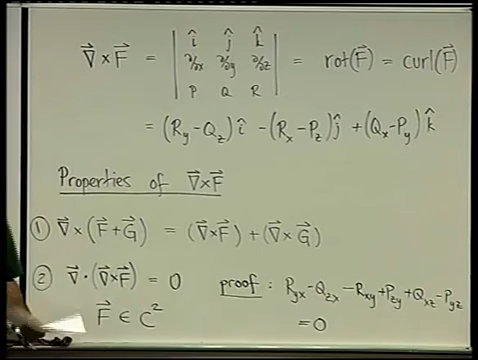 ∇⃗ × F⃗ = | î ĵ k̂ | = rot(F⃗) = curl(F⃗)
| ∂/∂x ∂/∂y ∂/∂z |
| P Q R |
= (R_y - Q_z) î - (R_x - P_z) ĵ + (Q_x - P_y) k̂
Properties of ∇⃗ × F⃗
① ∇⃗ × (F⃗ + G⃗) = (∇⃗ × F⃗) + (∇⃗ × G⃗)
② ∇⃗ · (∇⃗ × F⃗) = 0 proof : R_yx - Q_zx - R_xy + P_zy + Q_xz - P_yz
F⃗ ∈ C² = 0